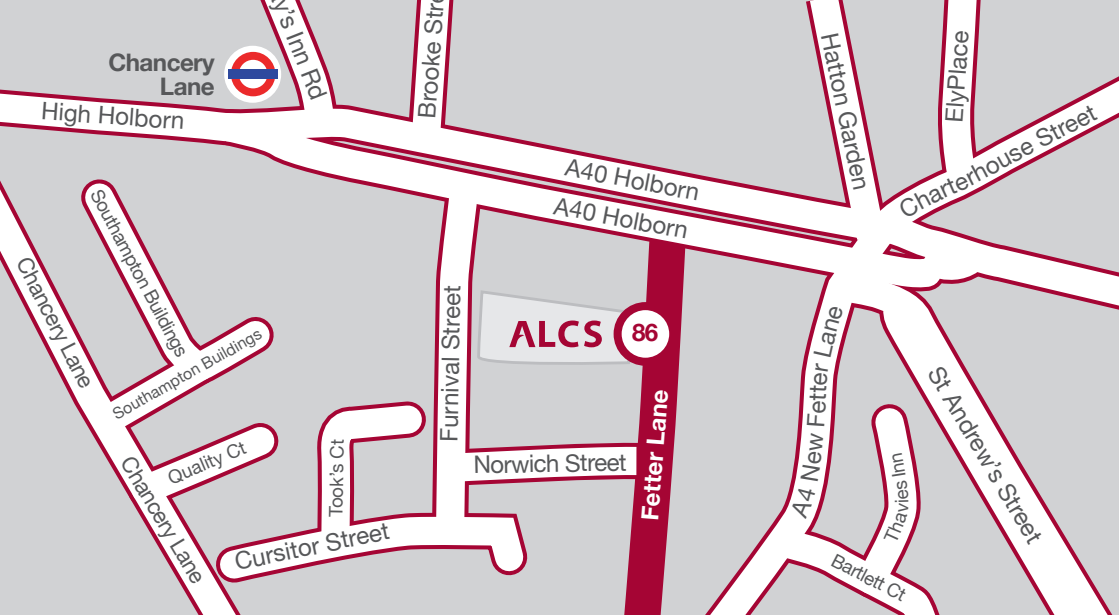 y's Inn Rd
Brooke Stre
Hatton Garden
ElyPlace
Charterhouse Street
Chancery
Lane
High Holborn
A40 Holborn
A40 Holborn
Southampton Buildings
Southampton Buildings
Chancery Lane
Chancery Lane
Quality Ct
Took's Ct
Cursitor Street
Furnival Street
Norwich Street
ALCS
86
Fetter Lane
A4 New Fetter Lane
St Andrew's Street
Thavies Inn
Bartlett Ct